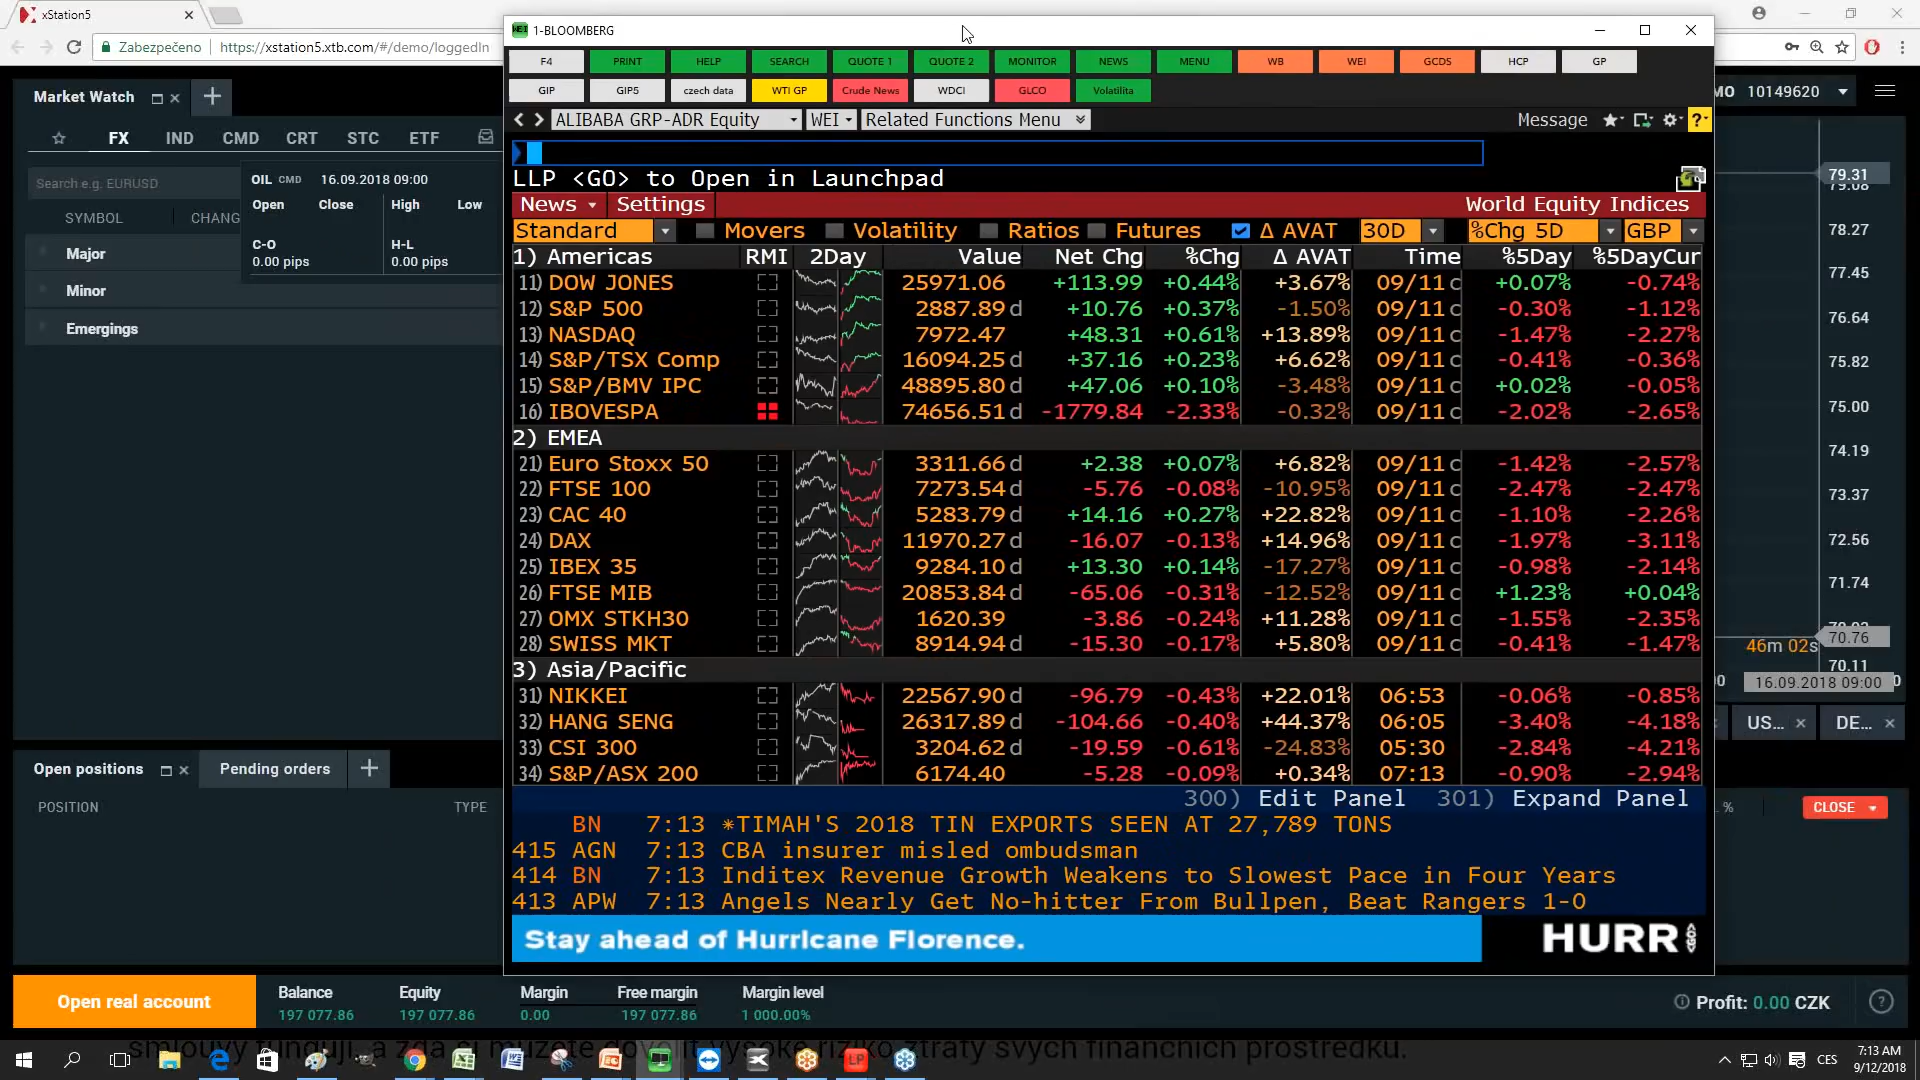 xStation5
Zabezpečeno
https://xstation5.xtb.com/#/demo/loggedIn
1-BLOOMBERG
F4 PRINT HELP SEARCH QUOTE 1 QUOTE 2 MONITOR NEWS MENU WB WEI GCDS HCP GP
GIP GIP5 czech data WTI GP Crude News WDCI GLCO Volatilita
ALIBABA GRP-ADR Equity WEI Related Functions Menu Message
LLP <GO> to Open in Launchpad
News Settings World Equity Indices
Standard Movers Volatility Ratios Futures Δ AVAT 30D %Chg 5D GBP
1) Americas RMI 2Day Value Net Chg %Chg Δ AVAT Time %5Day %5DayCur
11) DOW JONES 25971.06 +113.99 +0.44% +3.67% 09/11 c +0.07% -0.74%
12) S&P 500 2887.89 d +10.76 +0.37% -1.50% 09/11 c -0.30% -1.12%
13) NASDAQ 7972.47 +48.31 +0.61% +13.89% 09/11 c -1.47% -2.27%
14) S&P/TSX Comp 16094.25 d +37.16 +0.23% +6.62% 09/11 c -0.41% -0.36%
15) S&P/BMV IPC 48895.80 d +47.06 +0.10% -3.48% 09/11 c +0.02% -0.05%
16) IBOVESPA 74656.51 d -1779.84 -2.33% -0.32% 09/11 c -2.02% -2.65%
2) EMEA
21) Euro Stoxx 50 3311.66 d +2.38 +0.07% +6.82% 09/11 c -1.42% -2.57%
22) FTSE 100 7273.54 d -5.76 -0.08% -10.95% 09/11 c -2.47% -2.47%
23) CAC 40 5283.79 d +14.16 +0.27% +22.82% 09/11 c -1.10% -2.26%
24) DAX 11970.27 d -16.07 -0.13% +14.96% 09/11 c -1.97% -3.11%
25) IBEX 35 9284.10 d +13.30 +0.14% -17.27% 09/11 c -0.98% -2.14%
26) FTSE MIB 20853.84 d -65.06 -0.31% -12.52% 09/11 c +1.23% +0.04%
27) OMX STKH30 1620.39 -3.86 -0.24% +11.28% 09/11 c -1.55% -2.35%
28) SWISS MKT 8914.94 d -15.30 -0.17% +5.80% 09/11 c -0.41% -1.47%
3) Asia/Pacific
31) NIKKEI 22567.90 d -96.79 -0.43% +22.01% 06:53 -0.06% -0.85%
32) HANG SENG 26317.89 d -104.66 -0.40% +44.37% 06:05 -3.40% -4.18%
33) CSI 300 3204.62 d -19.59 -0.61% -24.83% 05:30 -2.84% -4.21%
34) S&P/ASX 200 6174.40 -5.28 -0.09% +0.34% 07:13 -0.90% -2.94%
300) Edit Panel 301) Expand Panel
BN 7:13 *TIMAH'S 2018 TIN EXPORTS SEEN AT 27,789 TONS
415 AGN 7:13 CBA insurer misled ombudsman
414 BN 7:13 Inditex Revenue Growth Weakens to Slowest Pace in Four Years
413 APW 7:13 Angels Nearly Get No-hitter From Bullpen, Beat Rangers 1-0
Stay ahead of Hurricane Florence.
HURR <GO>
Market Watch
FX IND CMD CRT STC ETF
Search e.g. EURUSD
SYMBOL CHANG
Major
Minor
Emergings
OIL CMD 16.09.2018 09:00
Open Close High Low
C-O H-L
0.00 pips 0.00 pips
MO 10149620
79.31
79.08
78.27
77.45
76.64
75.82
75.00
74.19
73.37
72.56
71.74
46m 02s
70.76
70.11
16.09.2018 09:00
US... DE...
Open positions Pending orders
POSITION TYPE
%
CLOSE
Open real account
Balance Equity Margin Free margin Margin level
197 077.86 197 077.86 0.00 197 077.86 1 000.00%
Profit: 0.00 CZK
CES
7:13 AM
9/12/2018